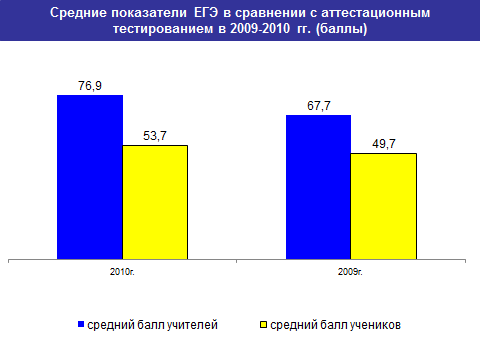 Средние показатели ЕГЭ в сравнении с аттестационным
тестированием в 2009-2010 гг. (баллы)
76,9
53,7
67,7
49,7
2010г.
2009г.
средний балл учителей
средний балл учеников